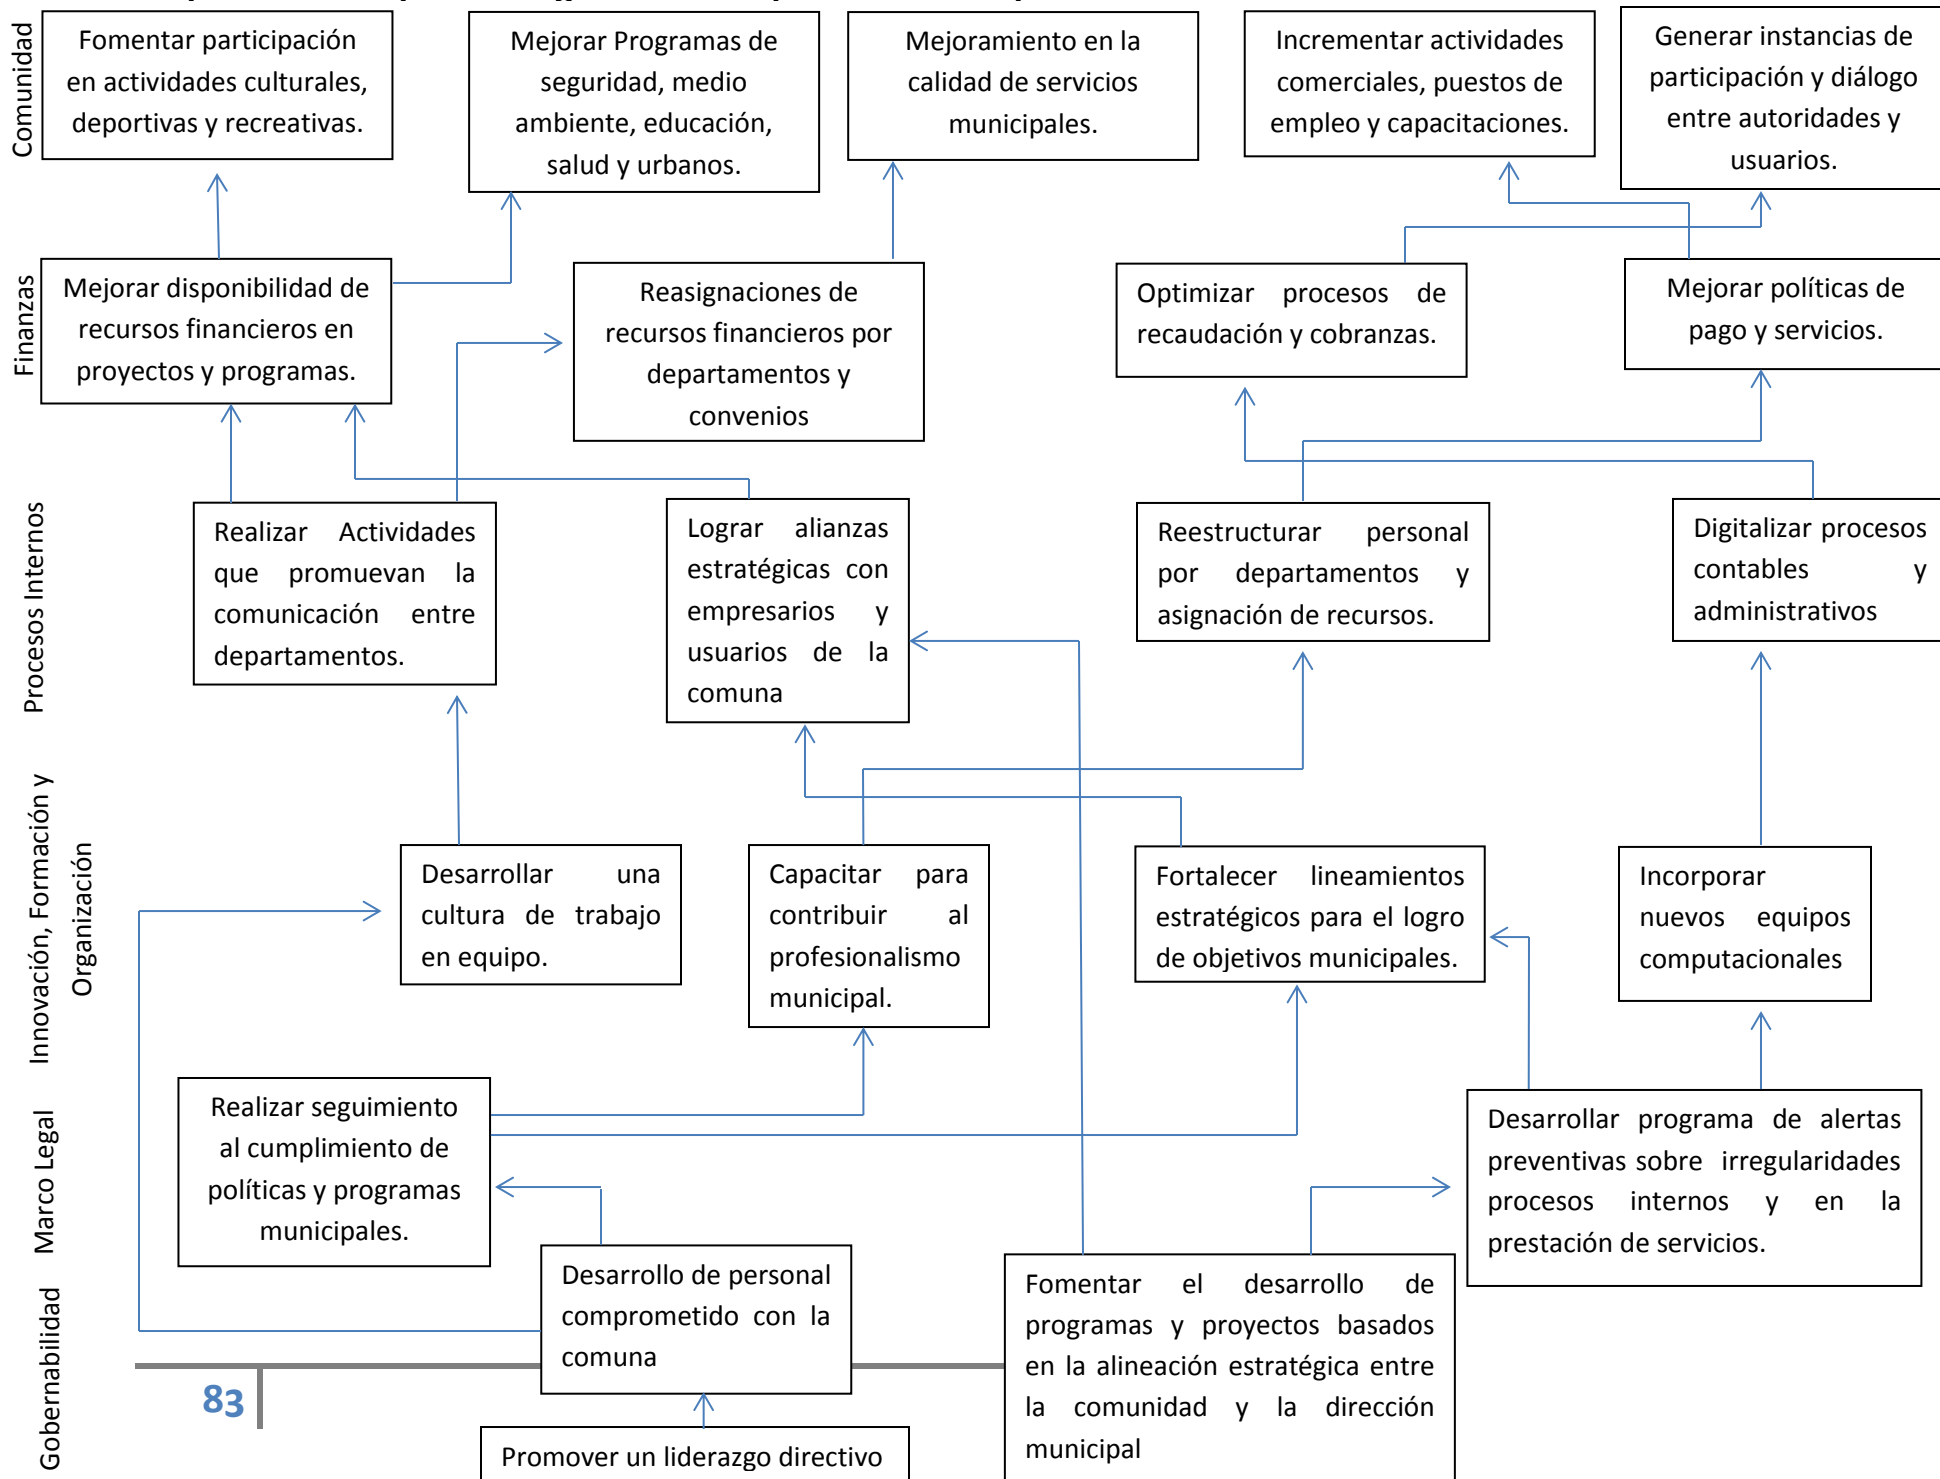 Comunidad
Fomentar participación
en actividades culturales,
deportivas y recreativas.
Mejorar Programas de
seguridad, medio
ambiente, educación,
salud y urbanos.
Mejoramiento en la
calidad de servicios
municipales.
Incrementar actividades
comerciales, puestos de
empleo y capacitaciones.
Generar instancias de
participación y diálogo
entre autoridades y
usuarios.
Finanzas
Mejorar disponibilidad de
recursos financieros en
proyectos y programas.
Reasignaciones de
recursos financieros por
departamentos y
convenios
Optimizar procesos de
recaudación y cobranzas.
Mejorar políticas de
pago y servicios.
Procesos Internos
Realizar Actividades
que promuevan la
comunicación entre
departamentos.
Lograr alianzas
estratégicas con
empresarios y
usuarios de la
comuna
Reestructurar personal
por departamentos y
asignación de recursos.
Digitalizar procesos
contables y
administrativos
Innovación, Formación y
Organización
Desarrollar una
cultura de trabajo
en equipo.
Capacitar para
contribuir al
profesionalismo
municipal.
Fortalecer lineamientos
estratégicos para el logro
de objetivos municipales.
Incorporar
nuevos equipos
computacionales
Marco Legal
Realizar seguimiento
al cumplimiento de
políticas y programas
municipales.
Desarrollar programa de alertas
preventivas sobre irregularidades
procesos internos y en la
prestación de servicios.
Gobernabilidad
Desarrollo de personal
comprometido con la
comuna
Fomentar el desarrollo de
programas y proyectos basados
en la alineación estratégica entre
la comunidad y la dirección
municipal
Promover un liderazgo directivo
83